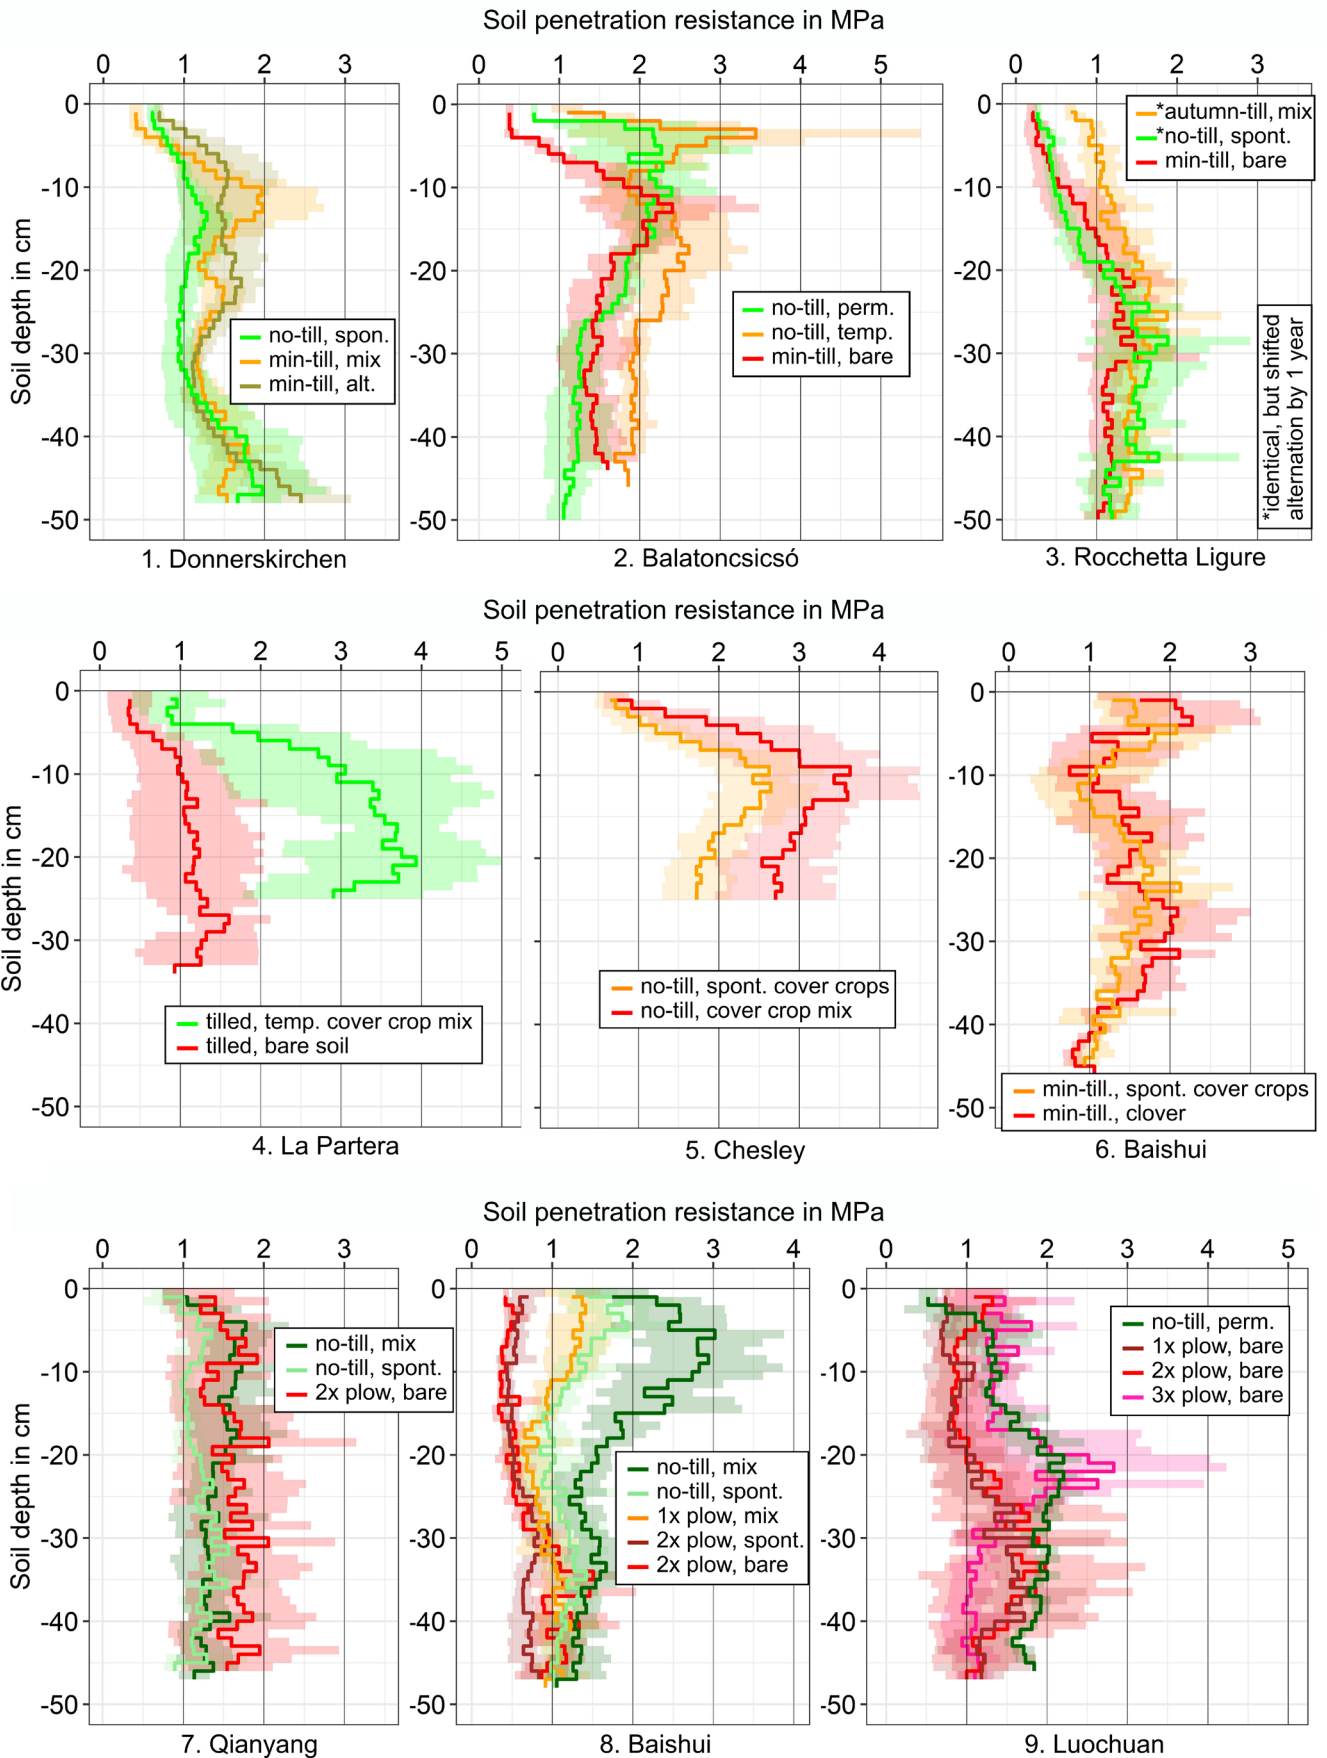 Soil penetration resistance in MPa
0 1 2 3
0 1 2 3 4 5
0 1 2 3
Soil depth in cm
0
-10
-20
-30
-40
-50
no-till, spon.
min-till, mix
min-till, alt.
1. Donnerskirchen
0
-10
-20
-30
-40
-50
no-till, perm.
no-till, temp.
min-till, bare
2. Balatoncsicsó
0
-10
-20
-30
-40
-50
*autumn-till, mix
*no-till, spont.
min-till, bare
*identical, but shifted
alternation by 1 year
3. Rocchetta Ligure
Soil penetration resistance in MPa
0 1 2 3 4 5
0 1 2 3 4
0 1 2 3
Soil depth in cm
0
-10
-20
-30
-40
-50
tilled, temp. cover crop mix
tilled, bare soil
4. La Partera
no-till, spont. cover crops
no-till, cover crop mix
5. Chesley
0
-10
-20
-30
-40
-50
min-till., spont. cover crops
min-till., clover
6. Baishui
Soil penetration resistance in MPa
0 1 2 3
0 1 2 3 4
0 1 2 3 4 5
Soil depth in cm
0
-10
-20
-30
-40
-50
no-till, mix
no-till, spont.
2x plow, bare
7. Qianyang
0
-10
-20
-30
-40
-50
no-till, mix
no-till, spont.
1x plow, mix
2x plow, spont.
2x plow, bare
8. Baishui
0
-10
-20
-30
-40
-50
no-till, perm.
1x plow, bare
2x plow, bare
3x plow, bare
9. Luochuan